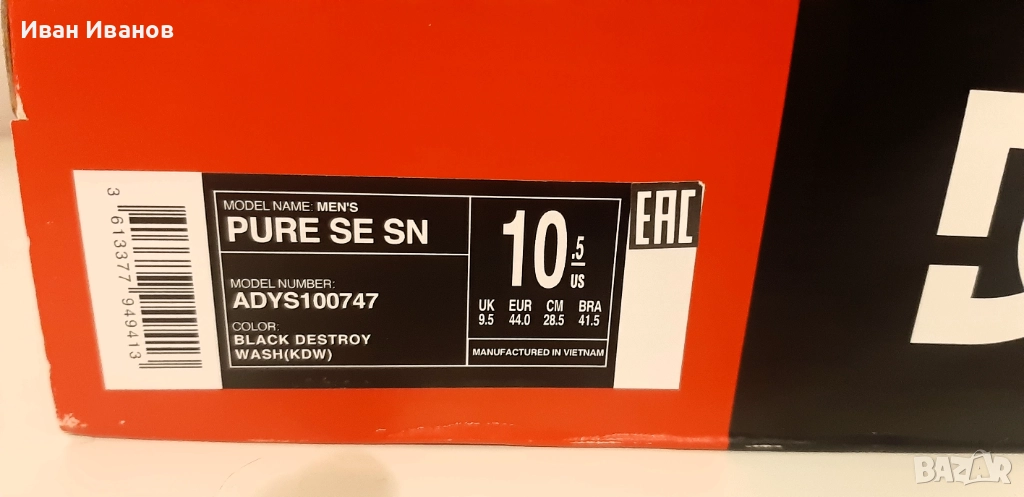 Иван Иванов
3 613377 949413
MODEL NAME: MEN'S
PURE SE SN
MODEL NUMBER:
ADYS100747
COLOR:
BLACK DESTROY
WASH(KDW)
10.5
US
UK EUR CM BRA
9.5 44.0 28.5 41.5
MANUFACTURED IN VIETNAM
EAC
BAZAR